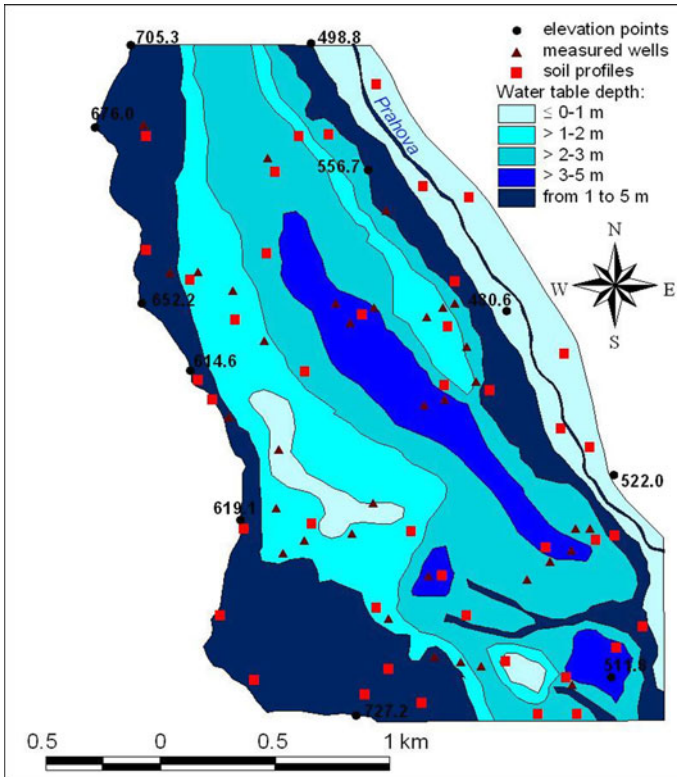 705.3
498.8
elevation points
measured wells
soil profiles
Water table depth:
≤ 0-1 m
> 1-2 m
> 2-3 m
> 3-5 m
from 1 to 5 m
Prahova
676.0
556.7
N
W E
S
480.6
652.2
614.6
522.0
619.1
511.8
727.2
0.5 0 0.5 1 km